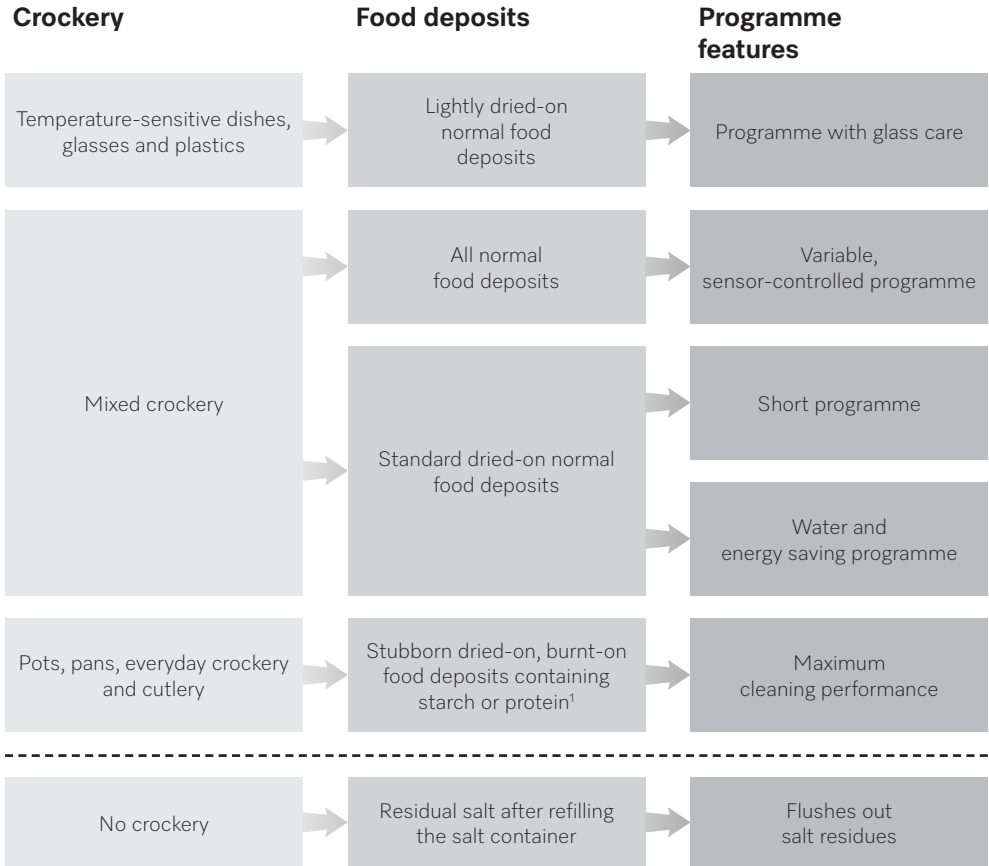 Crockery
Food deposits
Programme
features
Temperature-sensitive dishes,
glasses and plastics
Lightly dried-on
normal food
deposits
Programme with glass care
Mixed crockery
All normal
food deposits
Variable,
sensor-controlled programme
Standard dried-on normal
food deposits
Short programme
Water and
energy saving programme
Pots, pans, everyday crockery
and cutlery
Stubborn dried-on, burnt-on
food deposits containing
starch or protein¹
Maximum
cleaning performance
No crockery
Residual salt after refilling
the salt container
Flushes out
salt residues